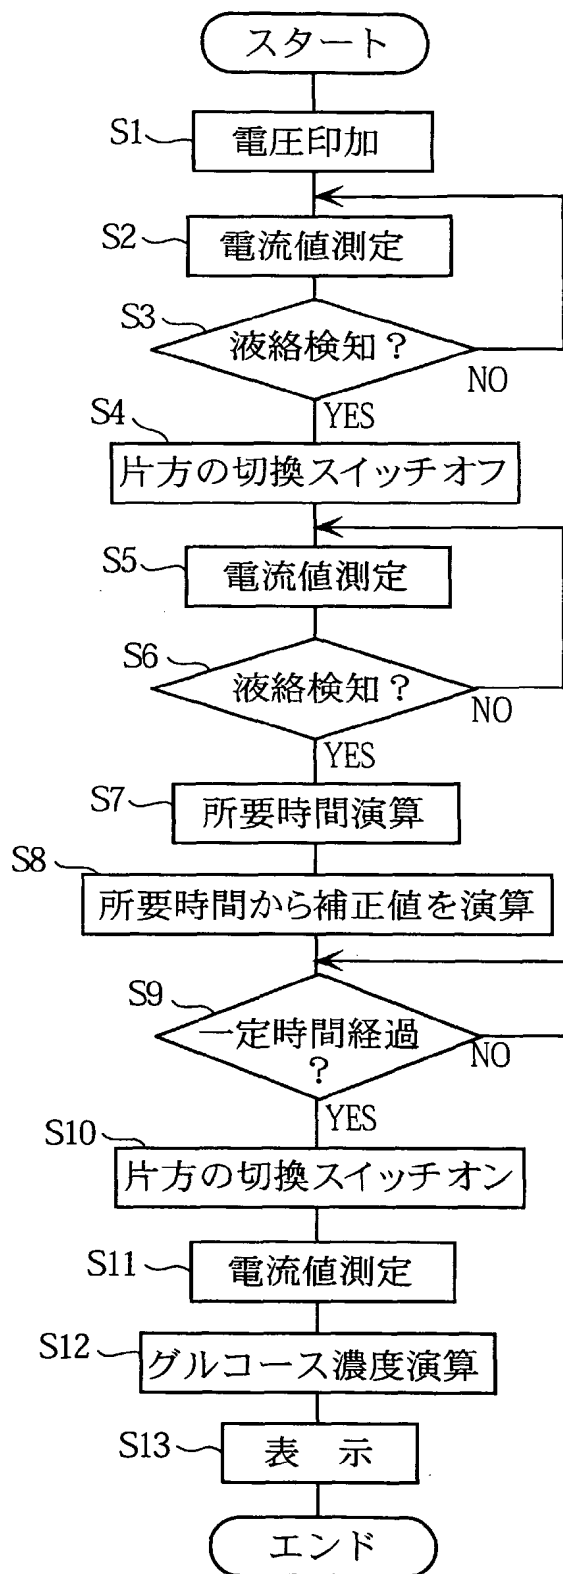 スタート
S1
電圧印加
S2
電流値測定
S3
液絡検知?
NO
YES
S4
片方の切換スイッチオフ
S5
電流値測定
S6
液絡検知?
NO
YES
S7
所要時間演算
S8
所要時間から補正値を演算
S9
一定時間経過
?
NO
YES
S10
片方の切換スイッチオン
S11
電流値測定
S12
グルコース濃度演算
S13
表 示
エンド